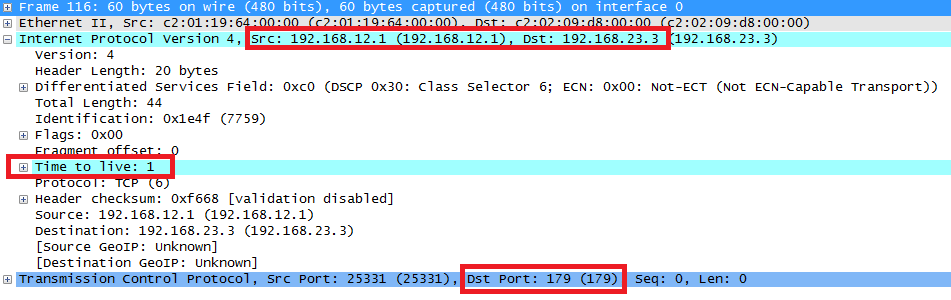 Frame 116: 60 bytes on wire (480 bits), 60 bytes captured (480 bits) on interface 0
Ethernet II, Src: c2:01:19:64:00:00 (c2:01:19:64:00:00), Dst: c2:02:09:d8:00:00 (c2:02:09:d8:00:00)
Internet Protocol Version 4, Src: 192.168.12.1 (192.168.12.1), Dst: 192.168.23.3 (192.168.23.3)
Version: 4
Header Length: 20 bytes
Differentiated Services Field: 0xc0 (DSCP 0x30: Class Selector 6; ECN: 0x00: Not-ECT (Not ECN-Capable Transport))
Total Length: 44
Identification: 0x1e4f (7759)
Flags: 0x00
Fragment offset: 0
Time to live: 1
Protocol: TCP (6)
Header checksum: 0xf668 [validation disabled]
Source: 192.168.12.1 (192.168.12.1)
Destination: 192.168.23.3 (192.168.23.3)
[Source GeoIP: Unknown]
[Destination GeoIP: Unknown]
Transmission Control Protocol, Src Port: 25331 (25331), Dst Port: 179 (179), Seq: 0, Len: 0